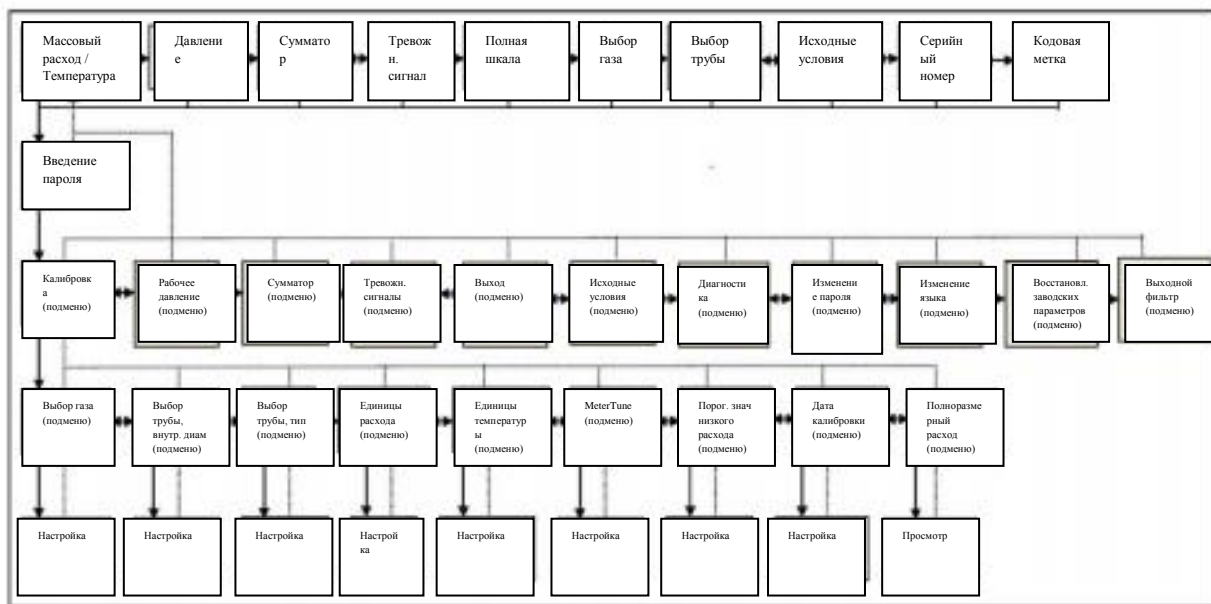 Массовый
расход /
Температура
Давлени
е
Суммато
р
Тревож
н.
сигнал
Полная
шкала
Выбор
газа
Выбор
трубы
Исходные
условия
Серий
ный
номер
Кодовая
метка
Введение
пароля
Калибровк
а
(подменю)
Рабочее
давление
(подменю)
Сумматор
(подменю)
Тревожн.
сигналы
(подменю)
Выход
(подменю)
Исходные
условия
(подменю)
Диагности
ка
(подменю)
Изменени
е пароля
(подменю)
Изменение
языка
(подменю)
Восстановл.
заводских
параметров
(подменю)
Выходной
фильтр
(подменю)
Выбор газа
(подменю)
Выбор
трубы,
внутр. диам
(подменю)
Выбор
трубы, тип
(подменю)
Единицы
расхода
(подменю)
Единицы
температур
ы
(подменю)
MeterTune
(подменю)
Порог. знач
низкого
расхода
(подменю)
Дата
калибровки
(подменю)
Полноразме
рный
расход
(подменю)
Настройка
Настройка
Настройка
Настрой
ка
Настройка
Настройка
Настройка
Настройка
Просмотр